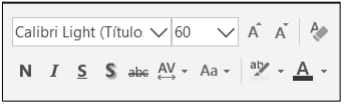 Calibri Light (Título 60 A A
N I S S abc AV Aa ab A